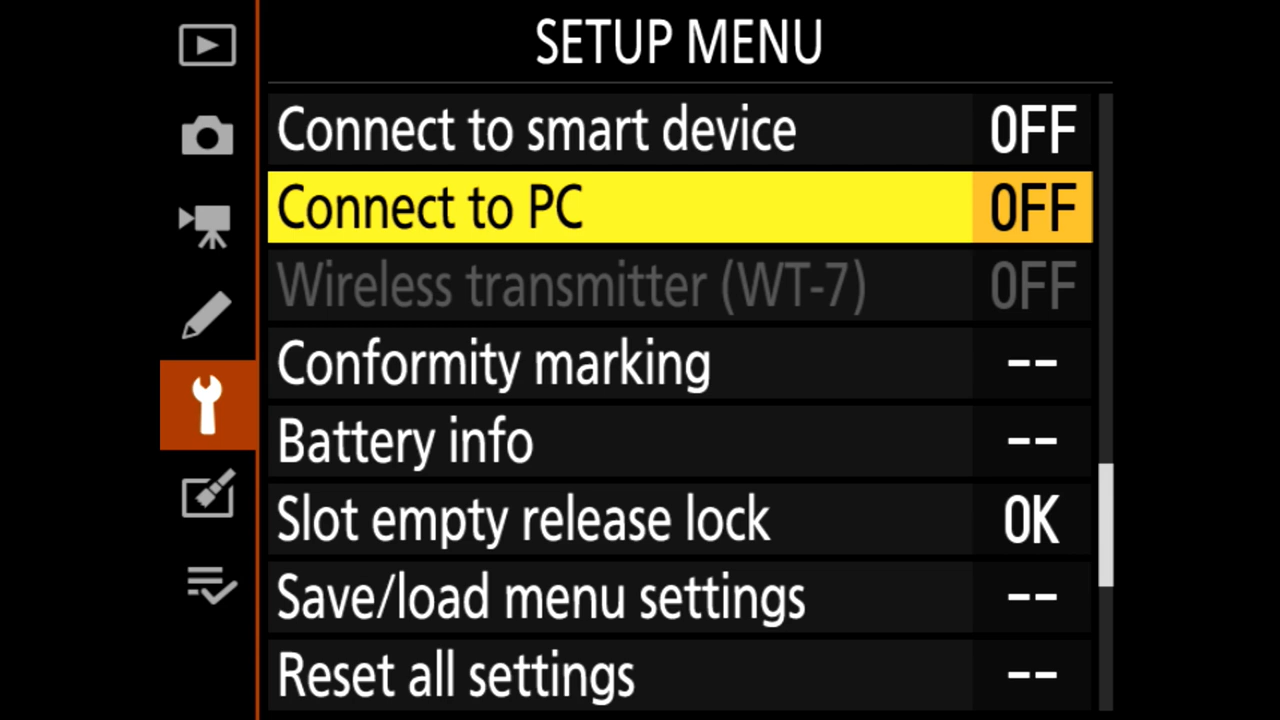 SETUP MENU
Connect to smart device OFF
Connect to PC OFF
Wireless transmitter (WT-7) OFF
Conformity marking --
Battery info --
Slot empty release lock OK
Save/load menu settings --
Reset all settings --